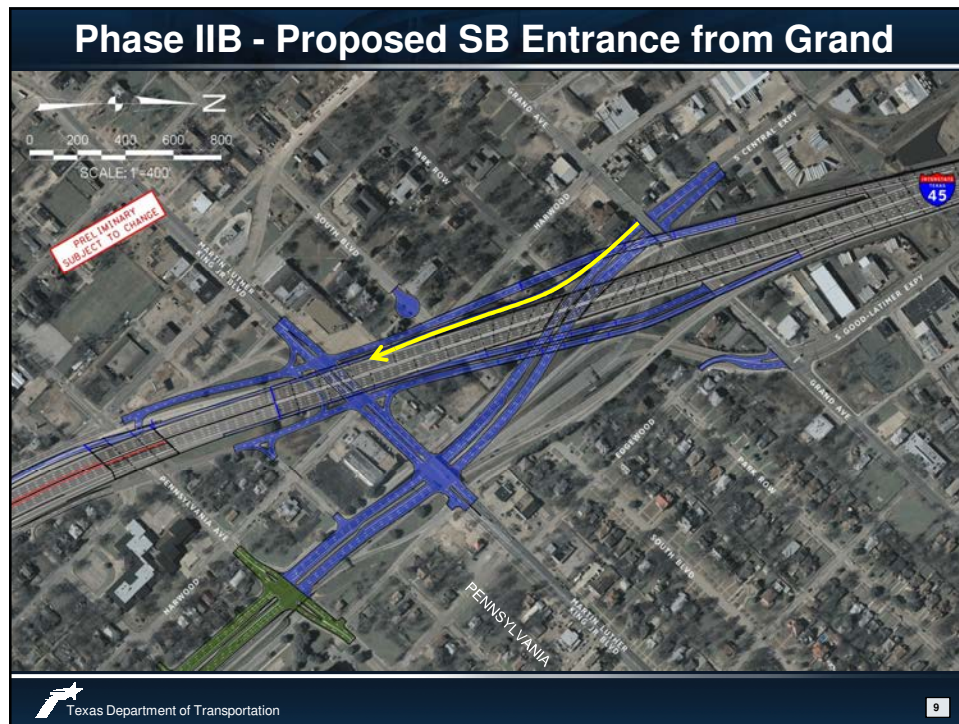 Phase IIB - Proposed SB Entrance from Grand
N
0 200 400 600 800
SCALE: 1"=400'
PRELIMINARY
SUBJECT TO CHANGE
GRAND AVE
S CENTRAL EXPY
INTERSTATE
TEXAS
45
PARK ROW
HARWOOD
SOUTH BLVD
MARTIN LUTHER
KING JR BLVD
S GOOD-LATIMER EXPY
GRAND AVE
EDGEWOOD
PARK ROW
PENNSYLVANIA AVE
SOUTH BLVD
HARWOOD
PENNSYLVANIA
MARTIN LUTHER
KING JR BLVD
Texas Department of Transportation
9